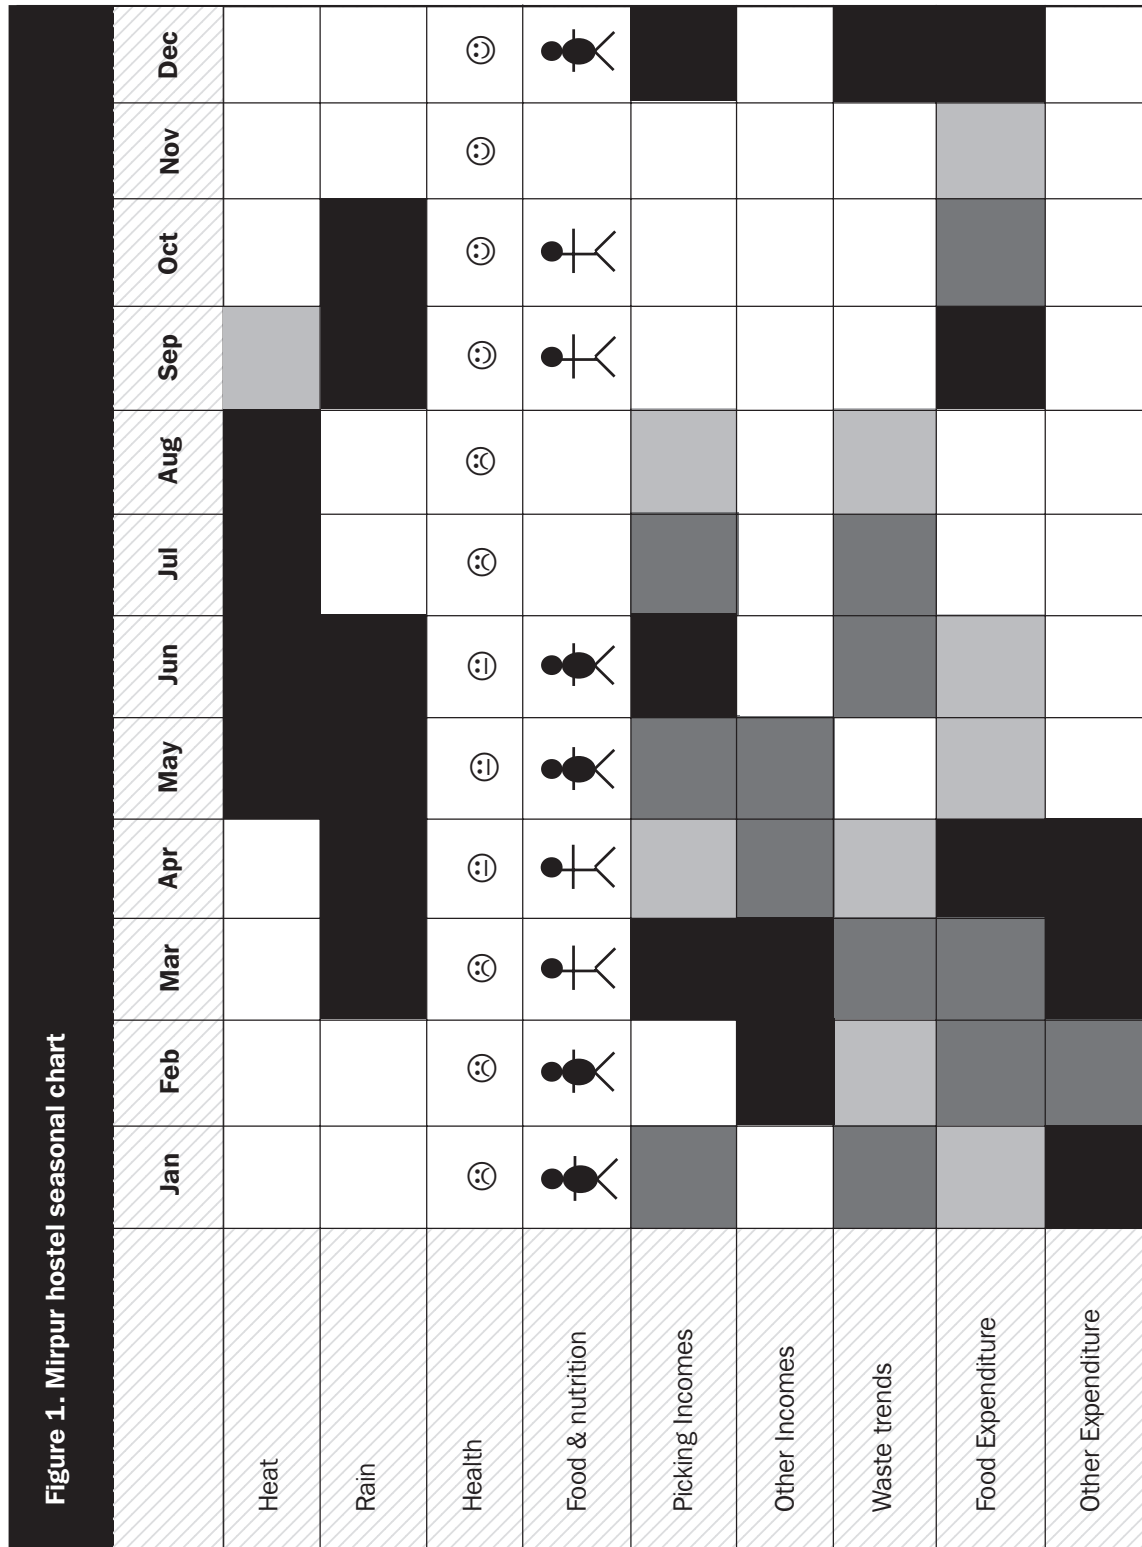 Figure 1. Mirpur hostel seasonal chart
Jan Feb Mar Apr May Jun Jul Aug Sep Oct Nov Dec
Heat
Rain
Health
Food & nutrition
Picking Incomes
Other Incomes
Waste trends
Food Expenditure
Other Expenditure